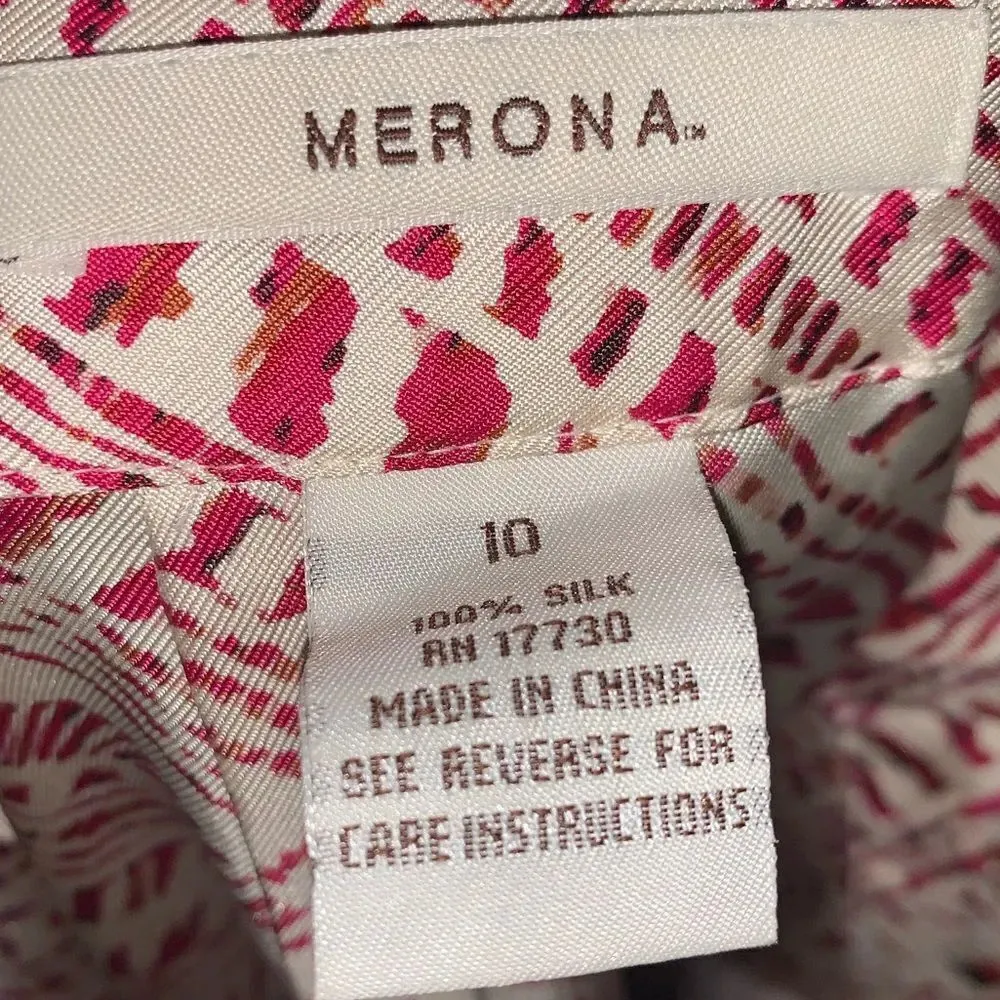 MERONA™
10
100% SILK
RN 17730
MADE IN CHINA
SEE REVERSE FOR
CARE INSTRUCTIONS